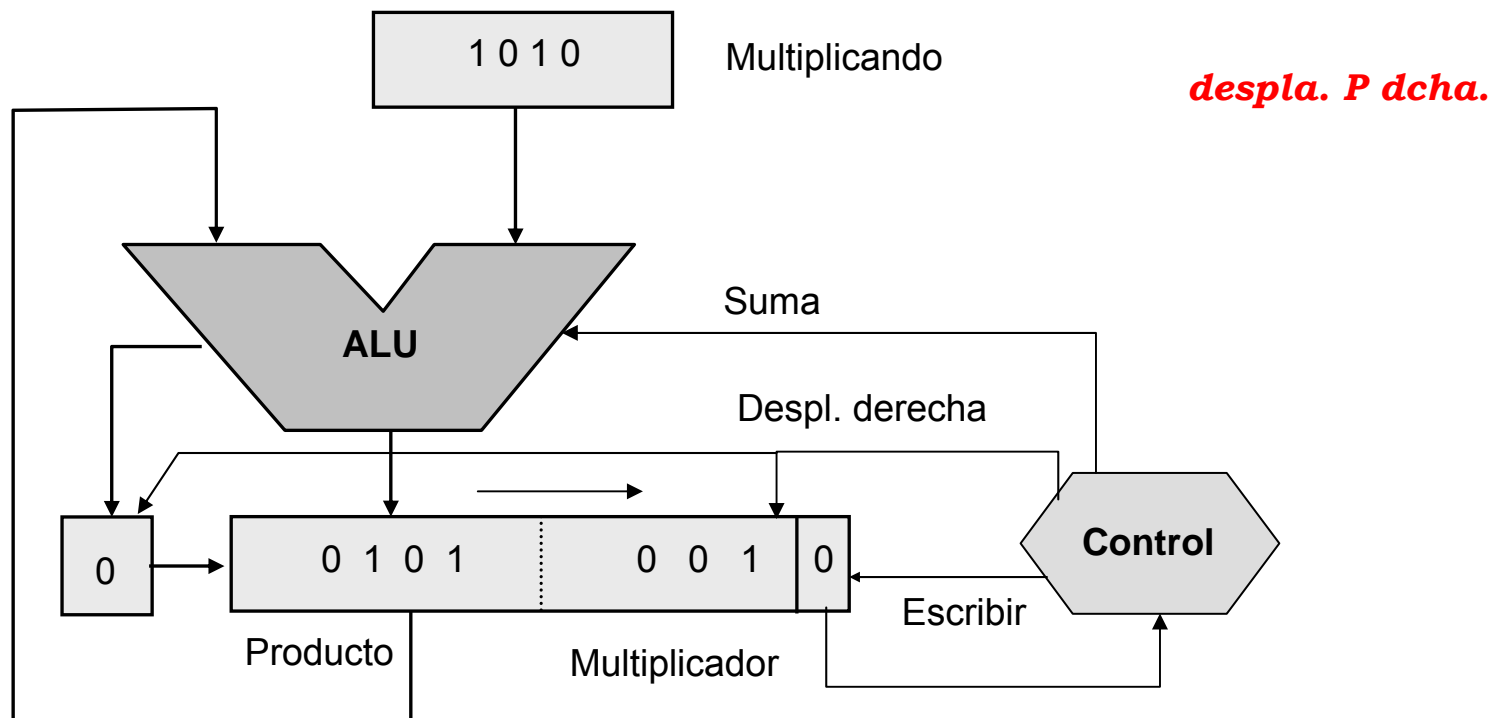 1 0 1 0
Multiplicando
despla. P dcha.
Suma
ALU
Despl. derecha
0
0 1 0 1
0 0 1
0
Control
Escribir
Producto
Multiplicador